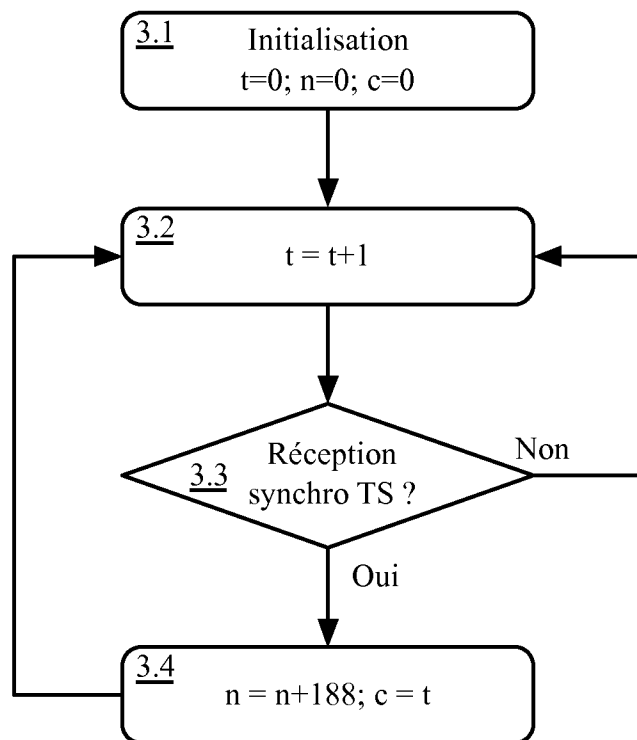 3.1
Initialisation
t=0; n=0; c=0
3.2
t = t+1
3.3
Réception
synchro TS ?
Non
Oui
3.4
n = n+188; c = t